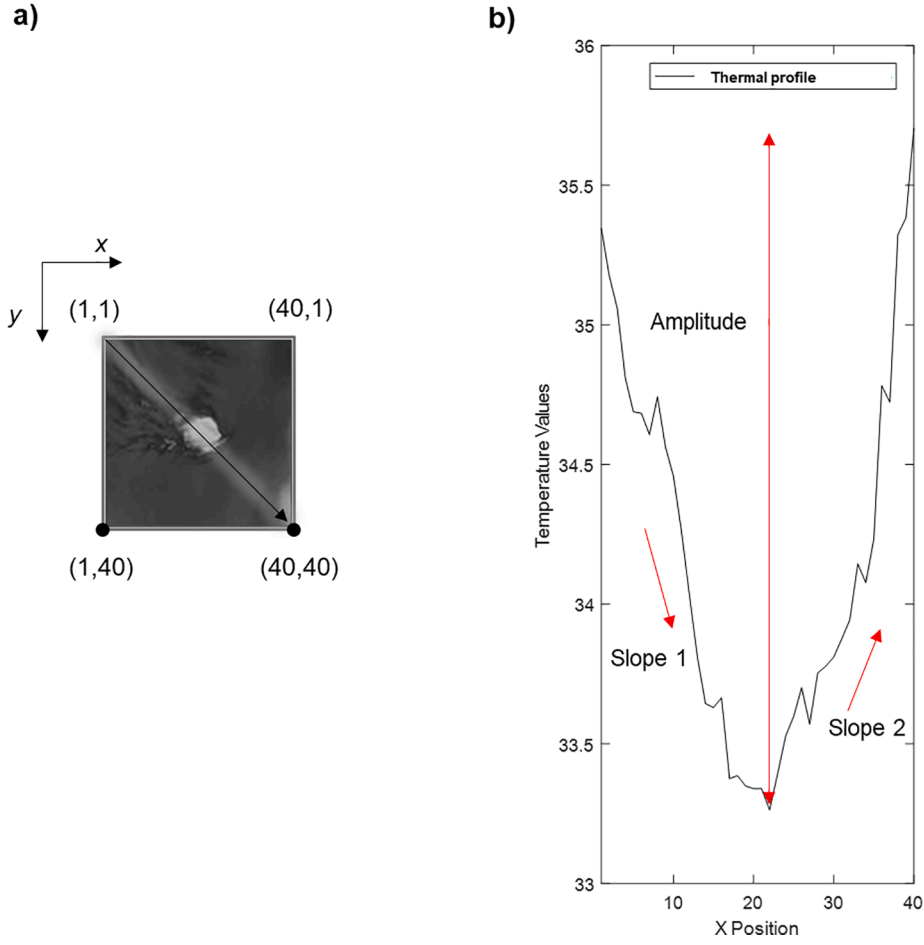 a)
x
y
(1,1)
(40,1)
(1,40)
(40,40)
b)
36
35.5
35
34.5
34
33.5
33
Temperature Values
Thermal profile
Amplitude
Slope 1
Slope 2
10
20
30
40
X Position